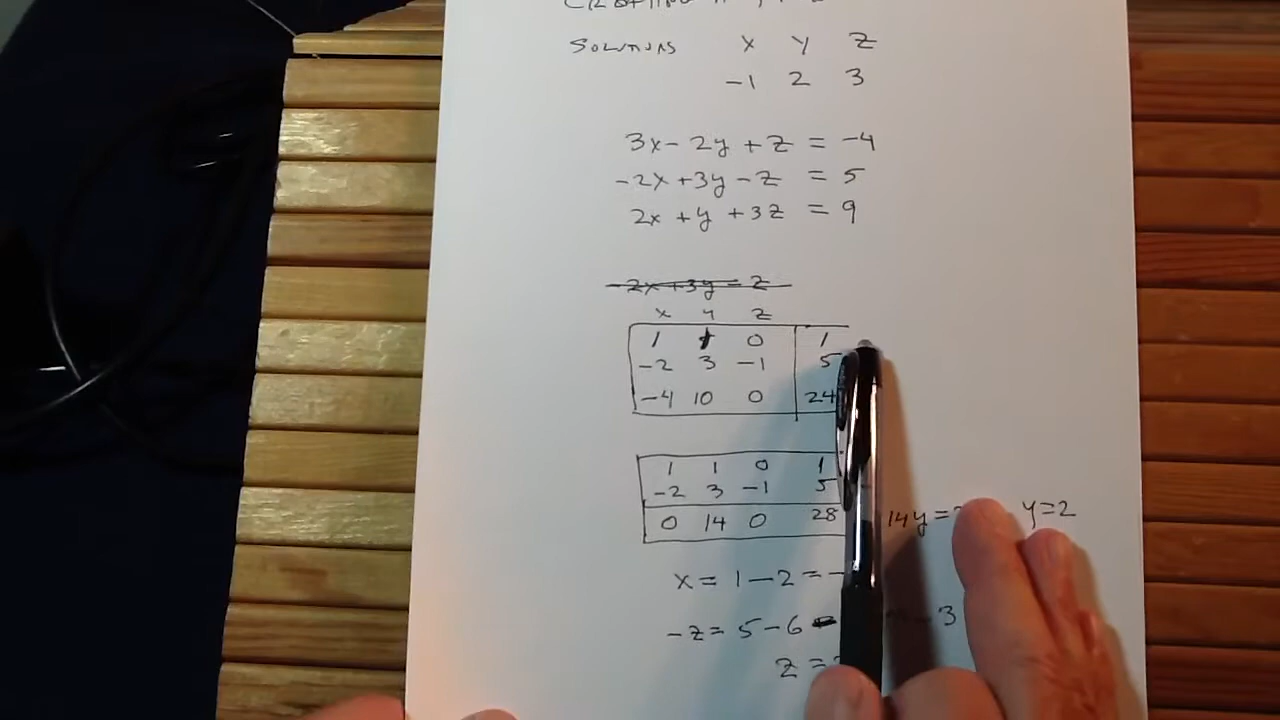 SOLUTIONS X Y Z
-1 2 3
3x - 2y + z = -4
-2x + 3y - z = 5
2x + y + 3z = 9
-2x + 3y - z
x y z
1 1 0 1
-2 3 -1 5
-4 10 0 24
1 1 0 1
-2 3 -1 5
0 14 0 28 14y = y = 2
x = 1 - 2 =
-z = 5 - 6 - 3
z =